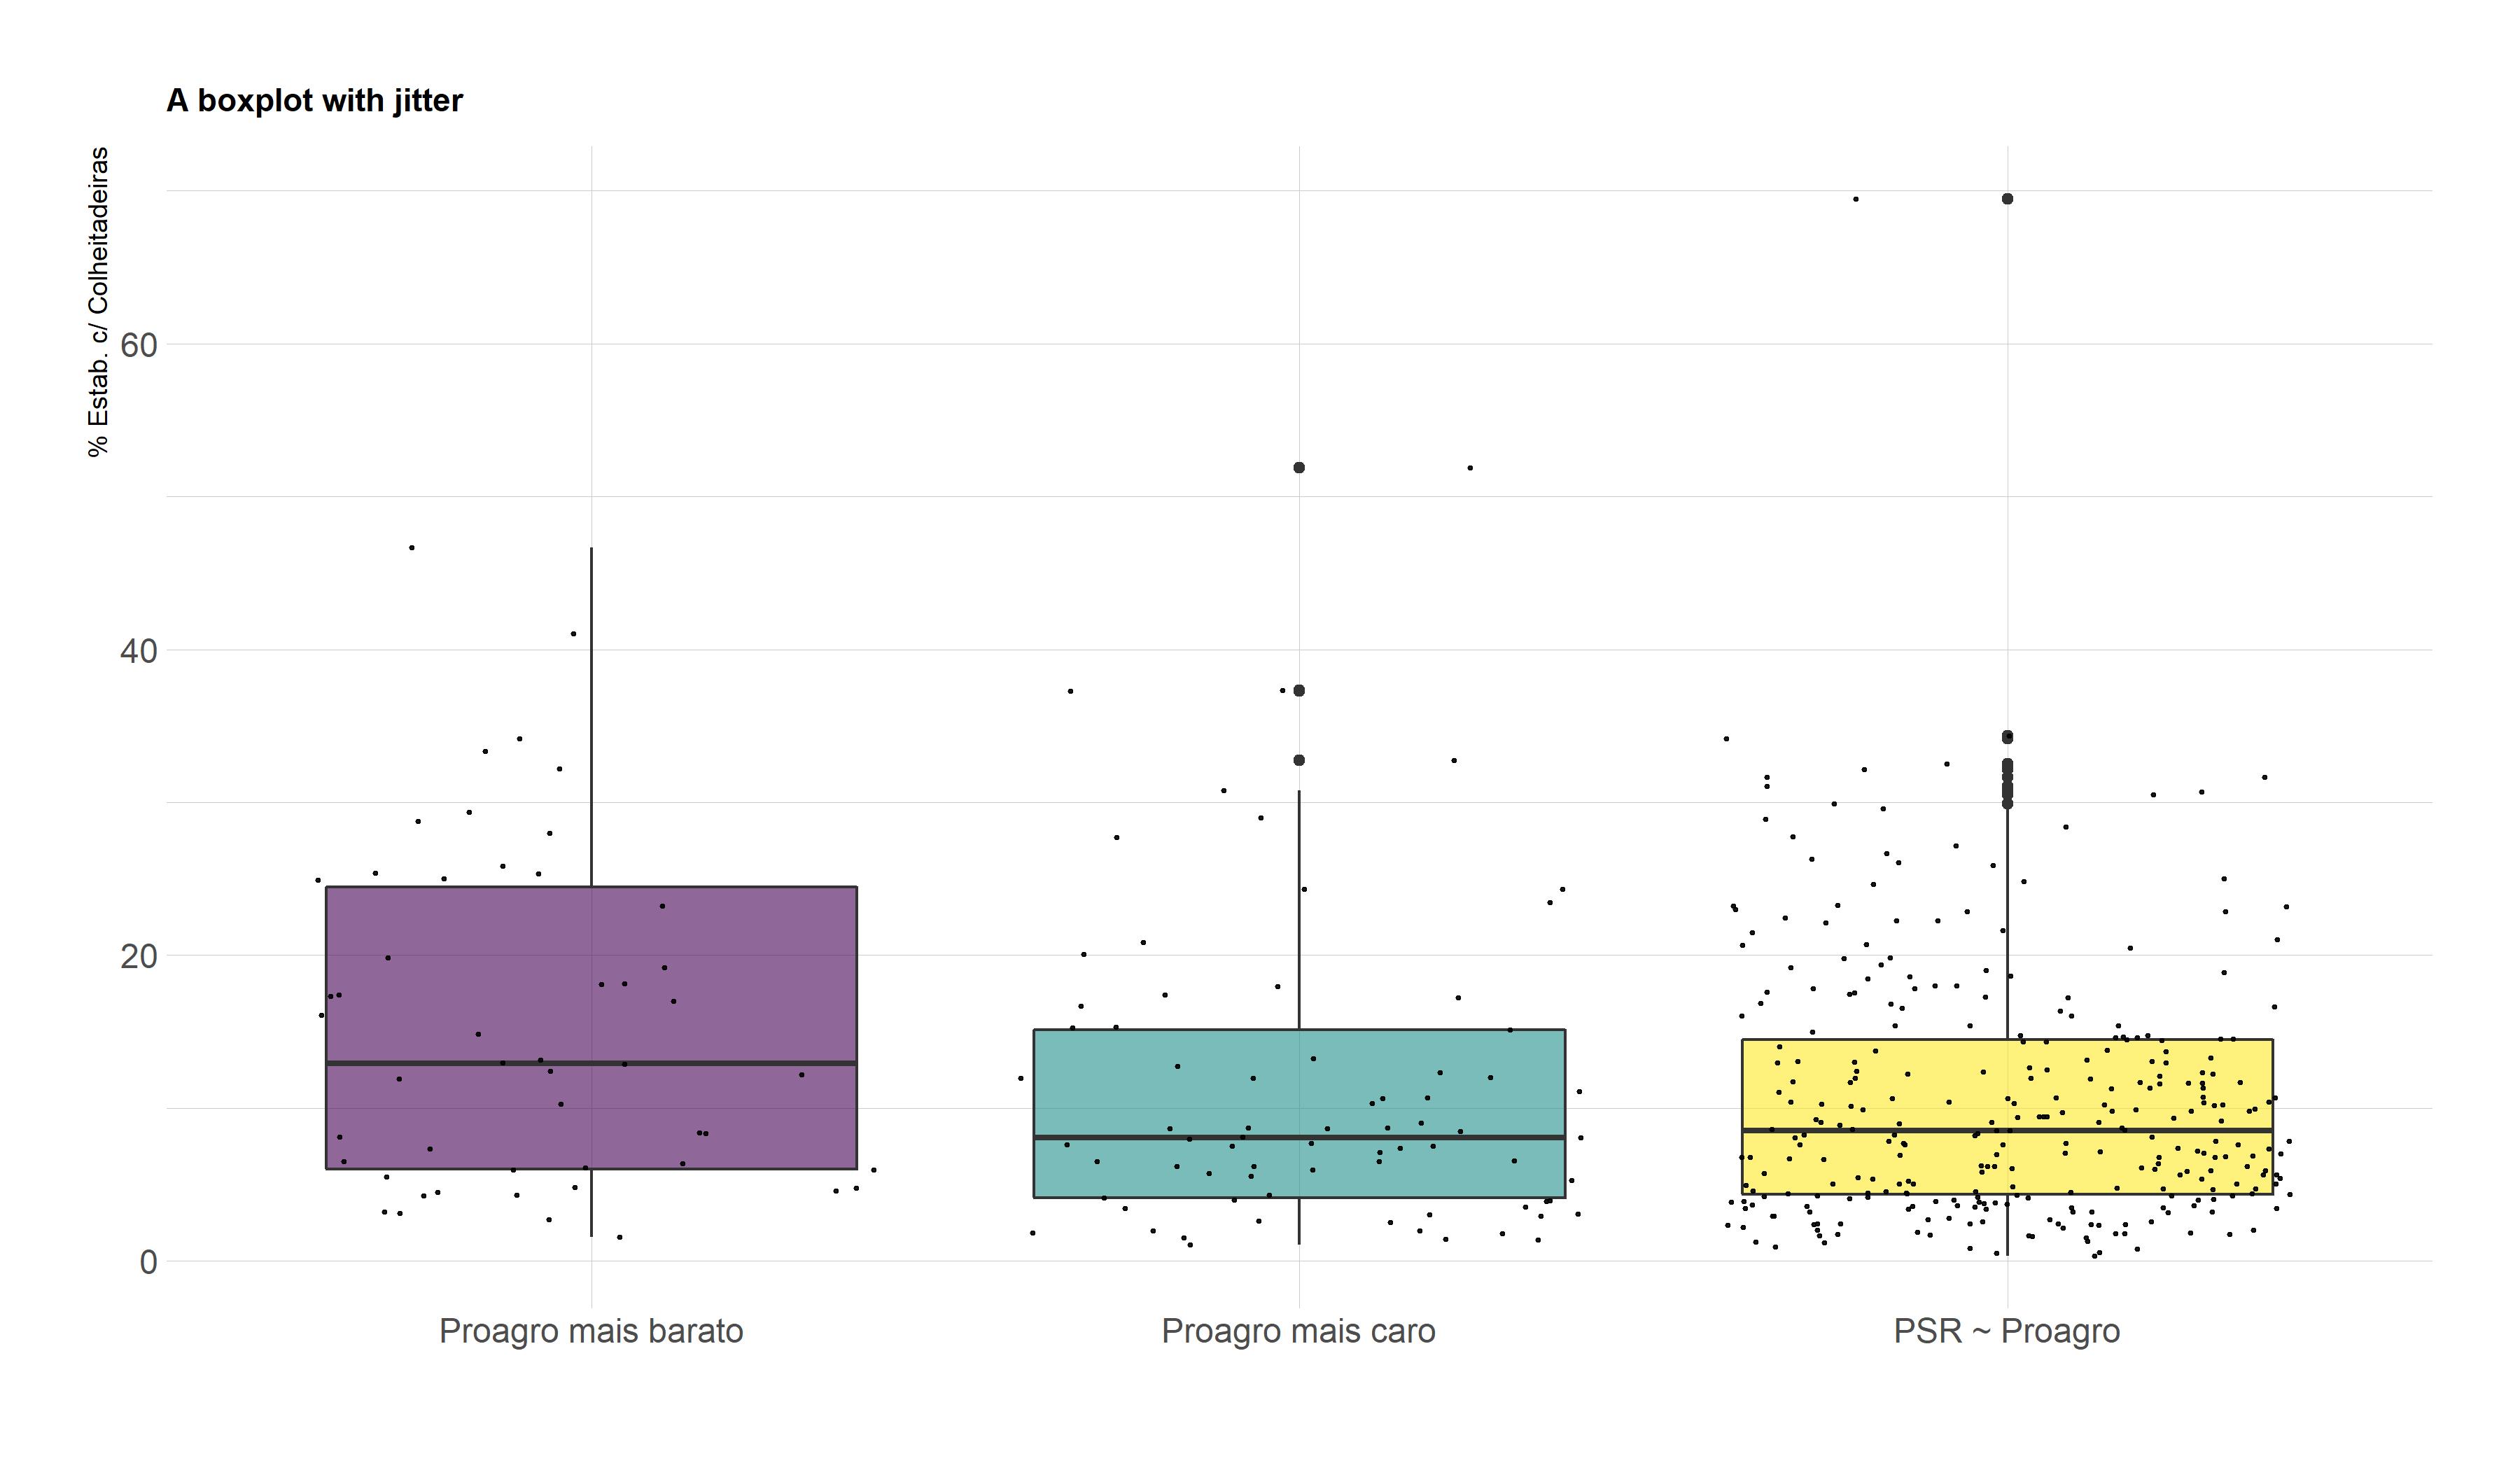 A boxplot with jitter
% Estab. c/ Colheitadeiras
60
40
20
0
Proagro mais barato
Proagro mais caro
PSR ~ Proagro